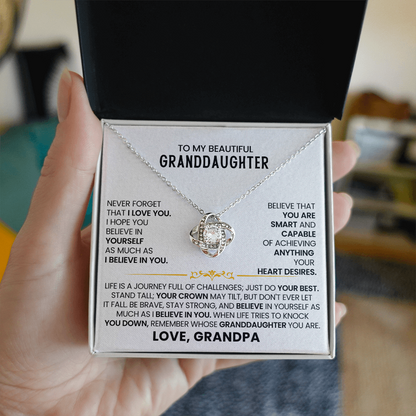 TO MY BEAUTIFUL
GRANDDAUGHTER
NEVER FORGET
THAT I LOVE YOU.
I HOPE YOU
BELIEVE IN
YOURSELF
AS MUCH AS
I BELIEVE IN YOU.
BELIEVE THAT
YOU ARE
SMART AND
CAPABLE
OF ACHIEVING
ANYTHING
YOUR
HEART DESIRES.
LIFE IS A JOURNEY FULL OF CHALLENGES; JUST DO YOUR BEST.
STAND TALL; YOUR CROWN MAY TILT, BUT DON'T EVER LET
IT FALL. BE BRAVE, STAY STRONG, AND BELIEVE IN YOURSELF AS
MUCH AS I BELIEVE IN YOU. WHEN LIFE TRIES TO KNOCK
YOU DOWN, REMEMBER WHOSE GRANDDAUGHTER YOU ARE.
LOVE, GRANDPA